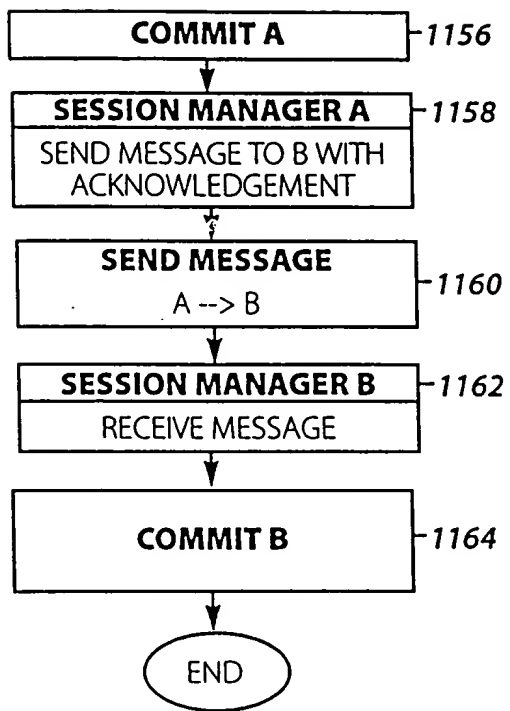 COMMIT A
1156
SESSION MANAGER A
1158
SEND MESSAGE TO B WITH
ACKNOWLEDGEMENT
SEND MESSAGE
A --> B
1160
SESSION MANAGER B
1162
RECEIVE MESSAGE
COMMIT B
1164
END